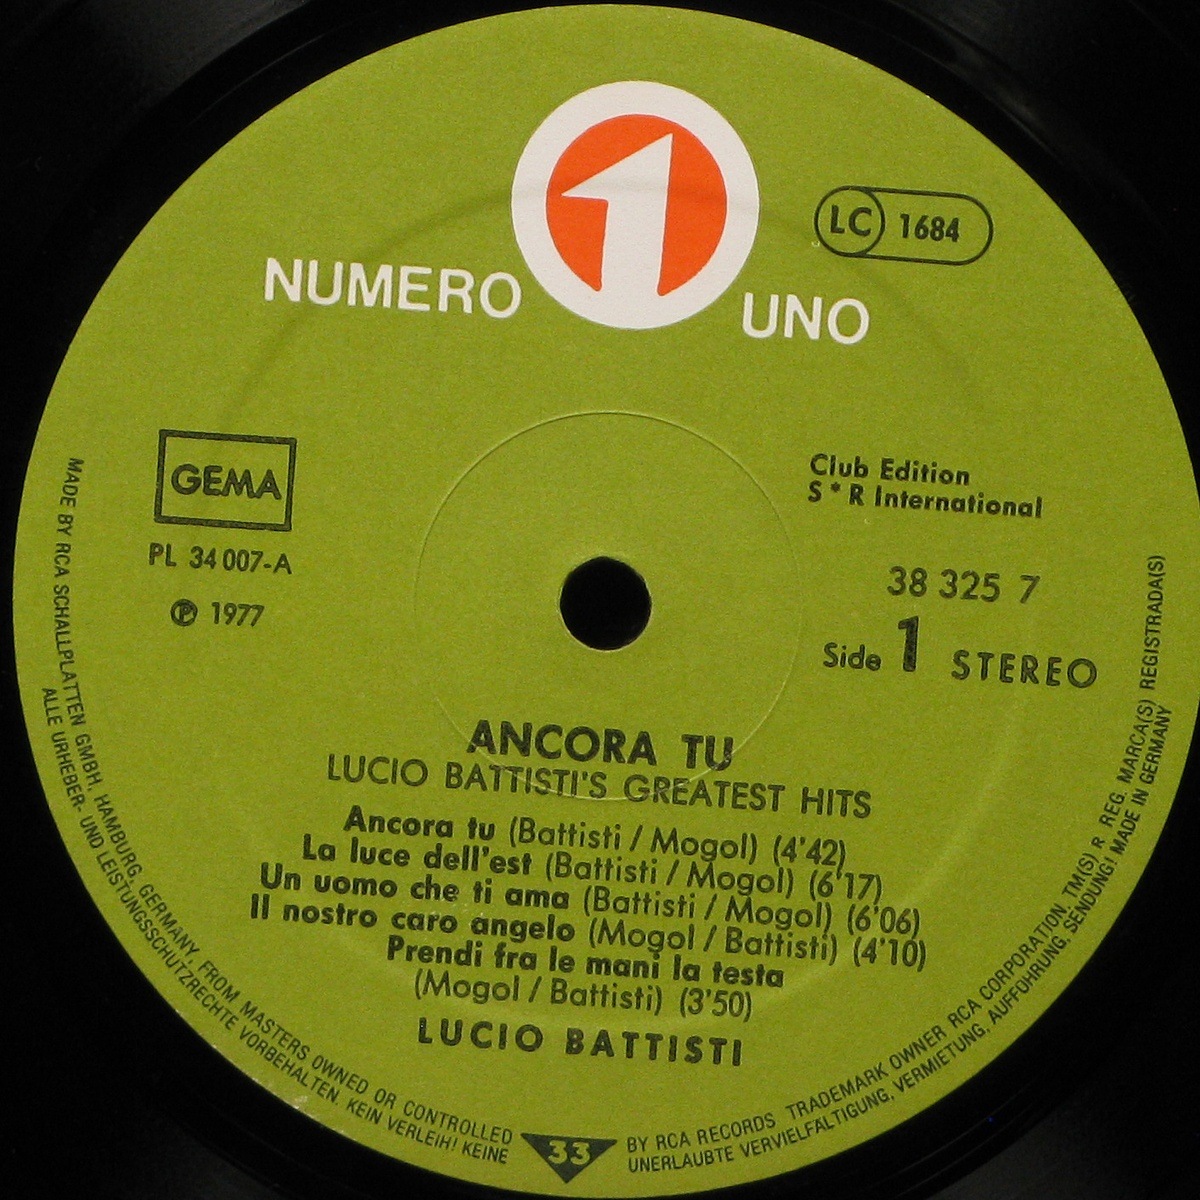 1
NUMERO UNO
LC 1684
GEMA
PL 34 007-A
Ⓟ 1977
Club Edition
S*R International
38 325 7
Side 1 STEREO
ANCORA TU
LUCIO BATTISTI'S GREATEST HITS
Ancora tu (Battisti / Mogol) (4'42)
La luce dell'est (Battisti / Mogol) (6'17)
Un uomo che ti ama (Battisti / Mogol) (6'06)
Il nostro caro angelo (Mogol / Battisti) (4'10)
Prendi fra le mani la testa
(Mogol / Battisti) (3'50)
LUCIO BATTISTI
MADE BY RCA SCHALLPLATTEN GMBH, HAMBURG, GERMANY, FROM MASTERS OWNED OR CONTROLLED BY RCA RECORDS TRADEMARK OWNER RCA CORPORATION, TM(S) R REG. MARCA(S) REGISTRADA(S)
ALLE URHEBER- UND LEISTUNGSSCHUTZRECHTE VORBEHALTEN. KEIN VERLEIH! KEINE UNERLAUBTE VERVIELFÄLTIGUNG, VERMIETUNG, AUFFÜHRUNG, SENDUNG! MADE IN GERMANY
33